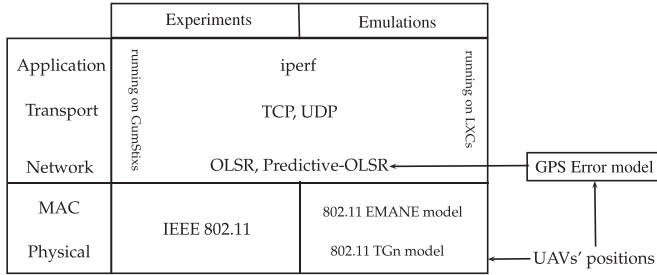 Experiments
Emulations
Application
Transport
Network
running on GumStixs
iperf
TCP, UDP
OLSR, Predictive-OLSR
running on LXCs
GPS Error model
MAC
Physical
IEEE 802.11
802.11 EMANE model
802.11 TGn model
UAVs' positions